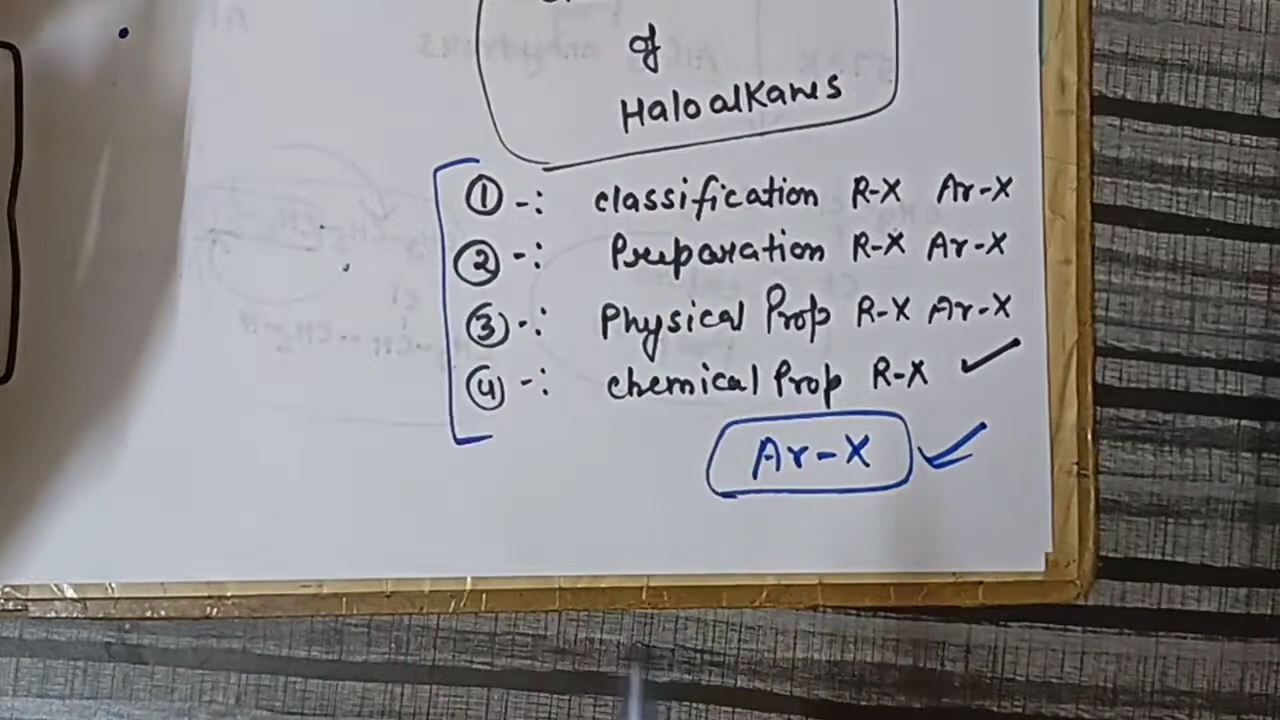 of
Haloalkanes
① -: classification R-X Ar-X
② -: Preparation R-X Ar-X
③ -: Physical Prop R-X Ar-X
④ -: chemical Prop R-X ✓
Ar-X ✓